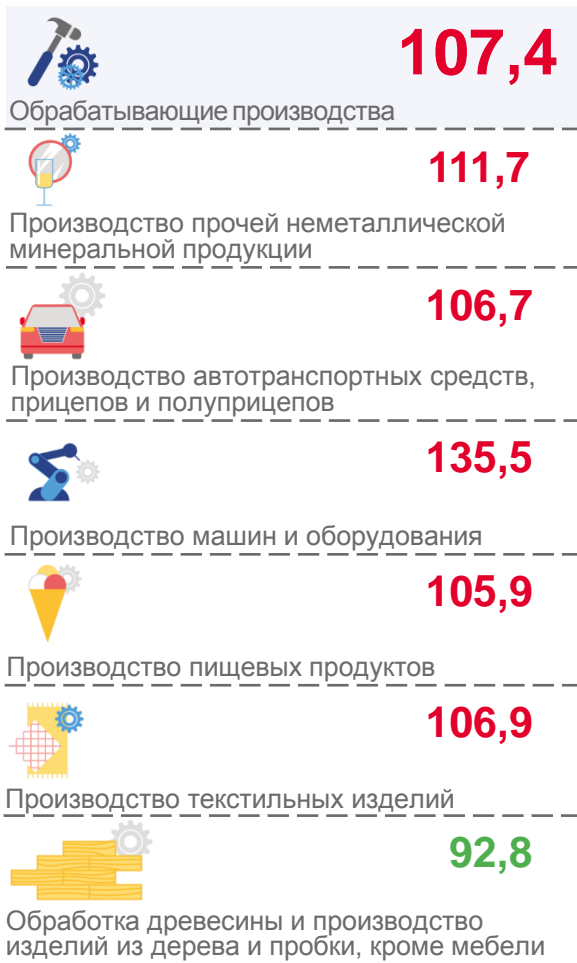 107,4
Обрабатывающие производства
111,7
Производство прочей неметаллической
минеральной продукции
106,7
Производство автотранспортных средств,
прицепов и полуприцепов
135,5
Производство машин и оборудования
105,9
Производство пищевых продуктов
106,9
Производство текстильных изделий
92,8
Обработка древесины и производство
изделий из дерева и пробки, кроме мебели